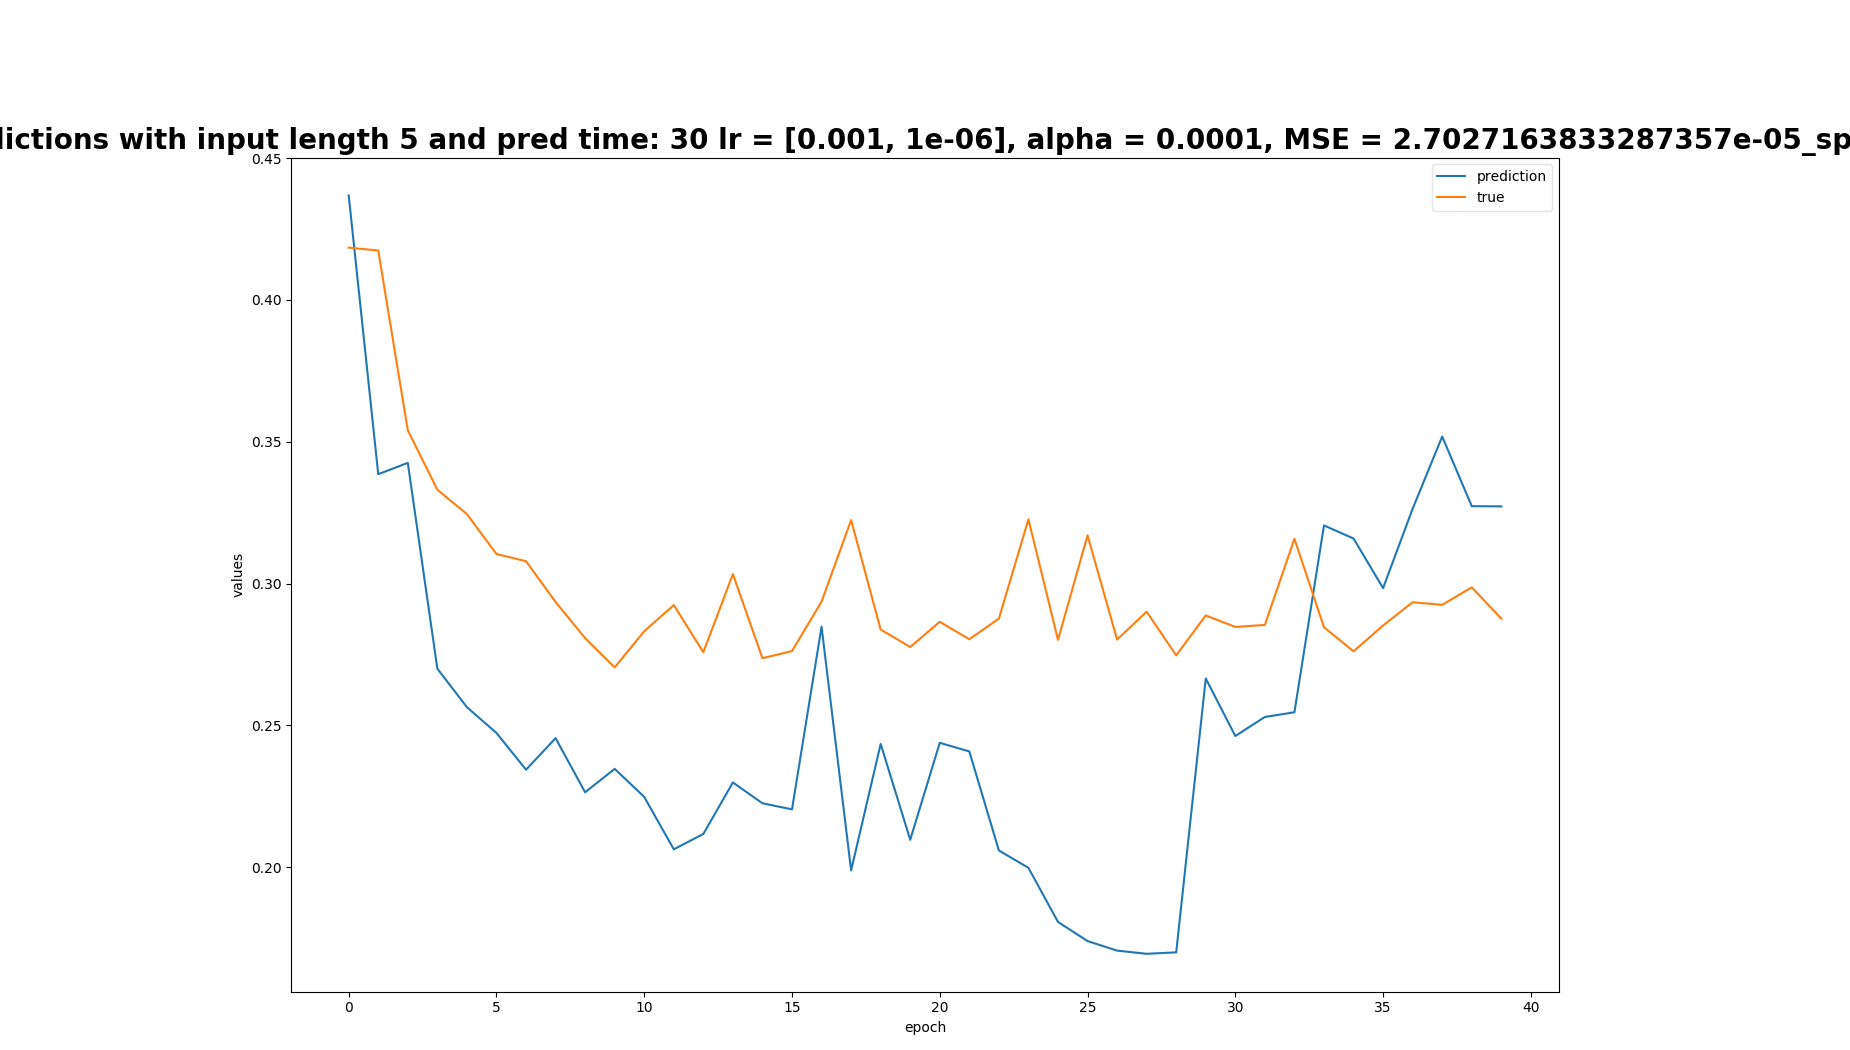 dictions with input length 5 and pred time: 30 lr = [0.001, 1e-06], alpha = 0.0001, MSE = 2.7027163833287357e-05_sp
prediction
true
0.45
0.40
0.35
0.30
0.25
0.20
values
0 5 10 15 20 25 30 35 40
epoch